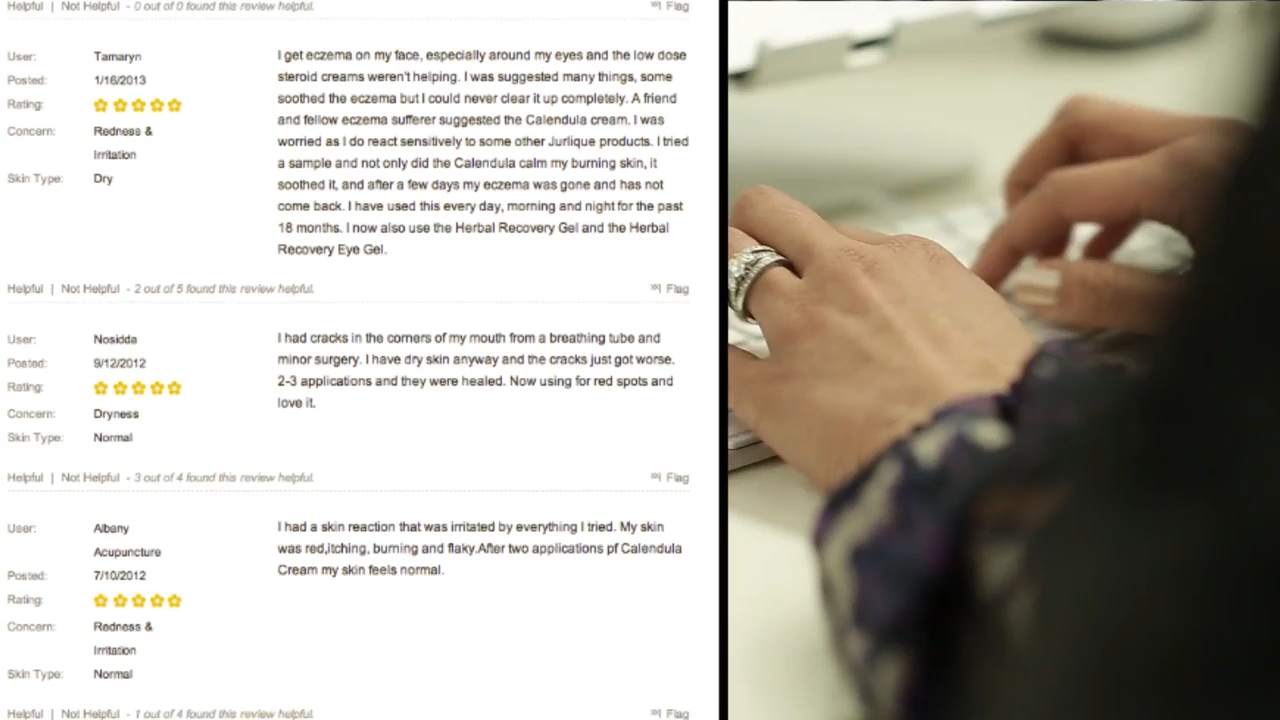 Helpful | Not Helpful - 0 out of 0 found this review helpful. Flag
User: Tamaryn
Posted: 1/16/2013
Rating:
Concern: Redness &
Irritation
Skin Type: Dry
I get eczema on my face, especially around my eyes and the low dose
steroid creams weren't helping. I was suggested many things, some
soothed the eczema but I could never clear it up completely. A friend
and fellow eczema sufferer suggested the Calendula cream. I was
worried as I do react sensitively to some other Jurlique products. I tried
a sample and not only did the Calendula calm my burning skin, it
soothed it, and after a few days my eczema was gone and has not
come back. I have used this every day, morning and night for the past
18 months. I now also use the Herbal Recovery Gel and the Herbal
Recovery Eye Gel.
Helpful | Not Helpful - 2 out of 5 found this review helpful. Flag
User: Nosidda
Posted: 9/12/2012
Rating:
Concern: Dryness
Skin Type: Normal
I had cracks in the corners of my mouth from a breathing tube and
minor surgery. I have dry skin anyway and the cracks just got worse.
2-3 applications and they were healed. Now using for red spots and
love it.
Helpful | Not Helpful - 3 out of 4 found this review helpful. Flag
User: Albany
Acupuncture
Posted: 7/10/2012
Rating:
Concern: Redness &
Irritation
Skin Type: Normal
I had a skin reaction that was irritated by everything I tried. My skin
was red,itching, burning and flaky.After two applications pf Calendula
Cream my skin feels normal.
Helpful | Not Helpful - 1 out of 4 found this review helpful. Flag